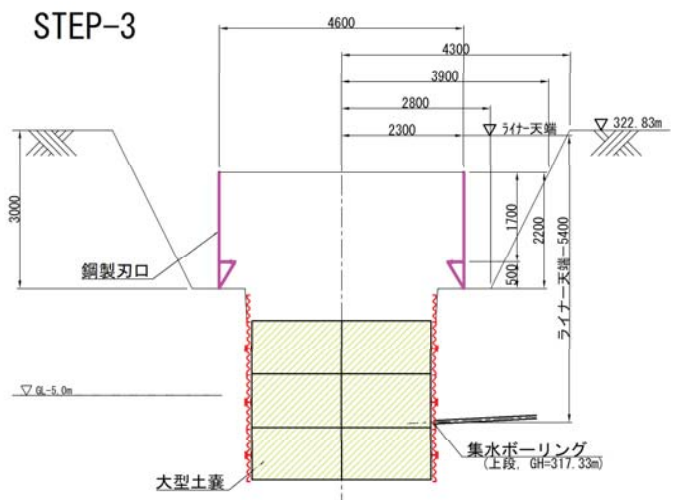 STEP-3
4600
4300
3900
2800
2300
ライナー天端
322.83m
3000
1700
2200
500
ライナー天端-5400
鋼製刃口
GL-5.0m
集水ボーリング
(上段, GH=317.33m)
大型土嚢